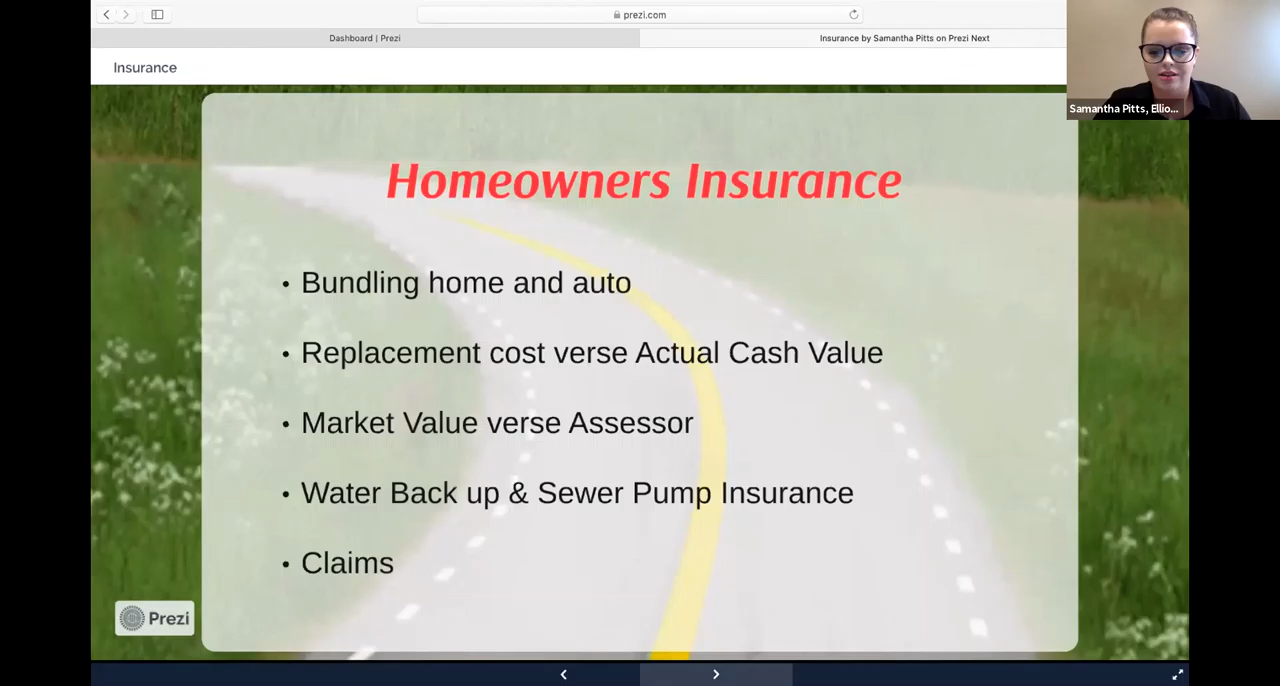 prezi.com
Dashboard | Prezi
Insurance by Samantha Pitts on Prezi Next
Insurance
Samantha Pitts, Ellio...
Homeowners Insurance
• Bundling home and auto
• Replacement cost verse Actual Cash Value
• Market Value verse Assessor
• Water Back up & Sewer Pump Insurance
• Claims
Prezi